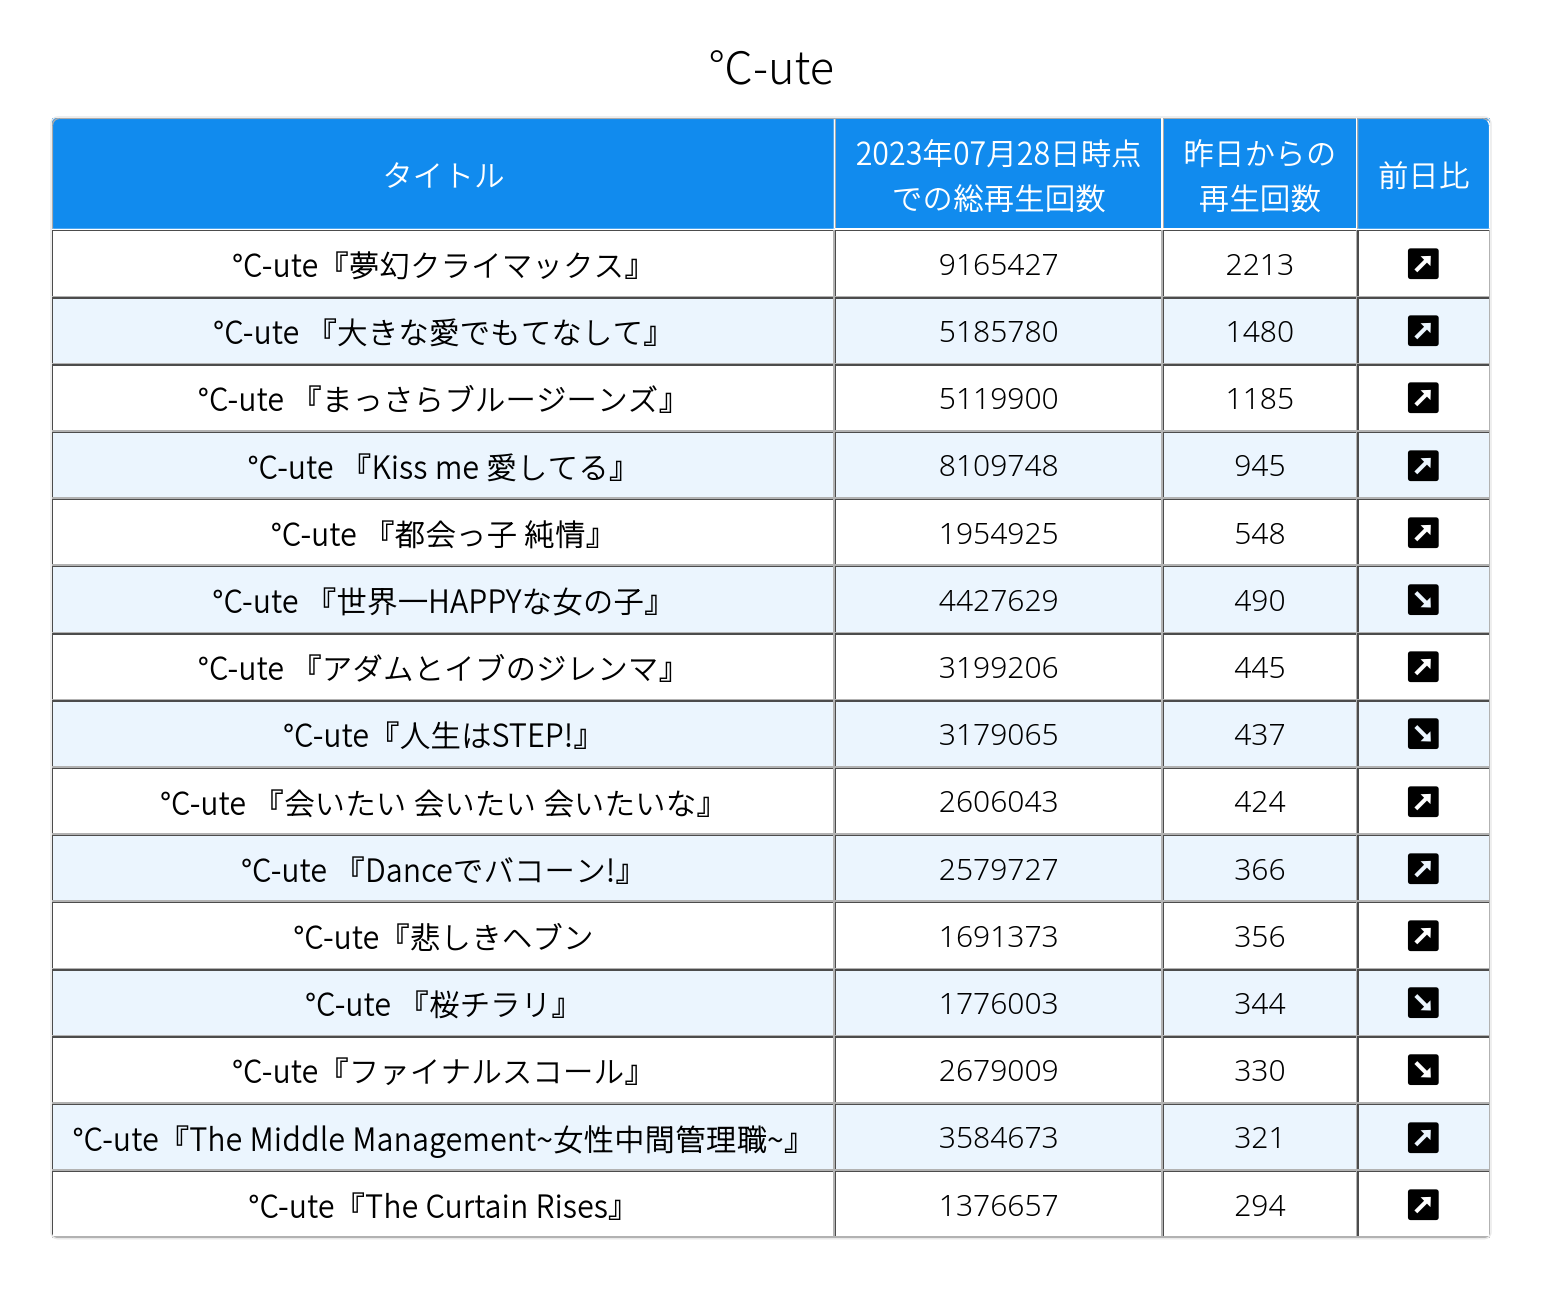 ℃-ute
タイトル 2023年07月28日時点での総再生回数 昨日からの再生回数 前日比
℃-ute『夢幻クライマックス』 9165427 2213
℃-ute 『大きな愛でもてなして』 5185780 1480
℃-ute 『まっさらブルージーンズ』 5119900 1185
℃-ute 『Kiss me 愛してる』 8109748 945
℃-ute 『都会っ子 純情』 1954925 548
℃-ute 『世界一HAPPYな女の子』 4427629 490
℃-ute 『アダムとイブのジレンマ』 3199206 445
℃-ute『人生はSTEP!』 3179065 437
℃-ute 『会いたい 会いたい 会いたいな』 2606043 424
℃-ute 『Danceでバコーン!』 2579727 366
℃-ute『悲しきヘブン 1691373 356
℃-ute 『桜チラリ』 1776003 344
℃-ute『ファイナルスコール』 2679009 330
℃-ute『The Middle Management~女性中間管理職~』 3584673 321
℃-ute『The Curtain Rises』 1376657 294